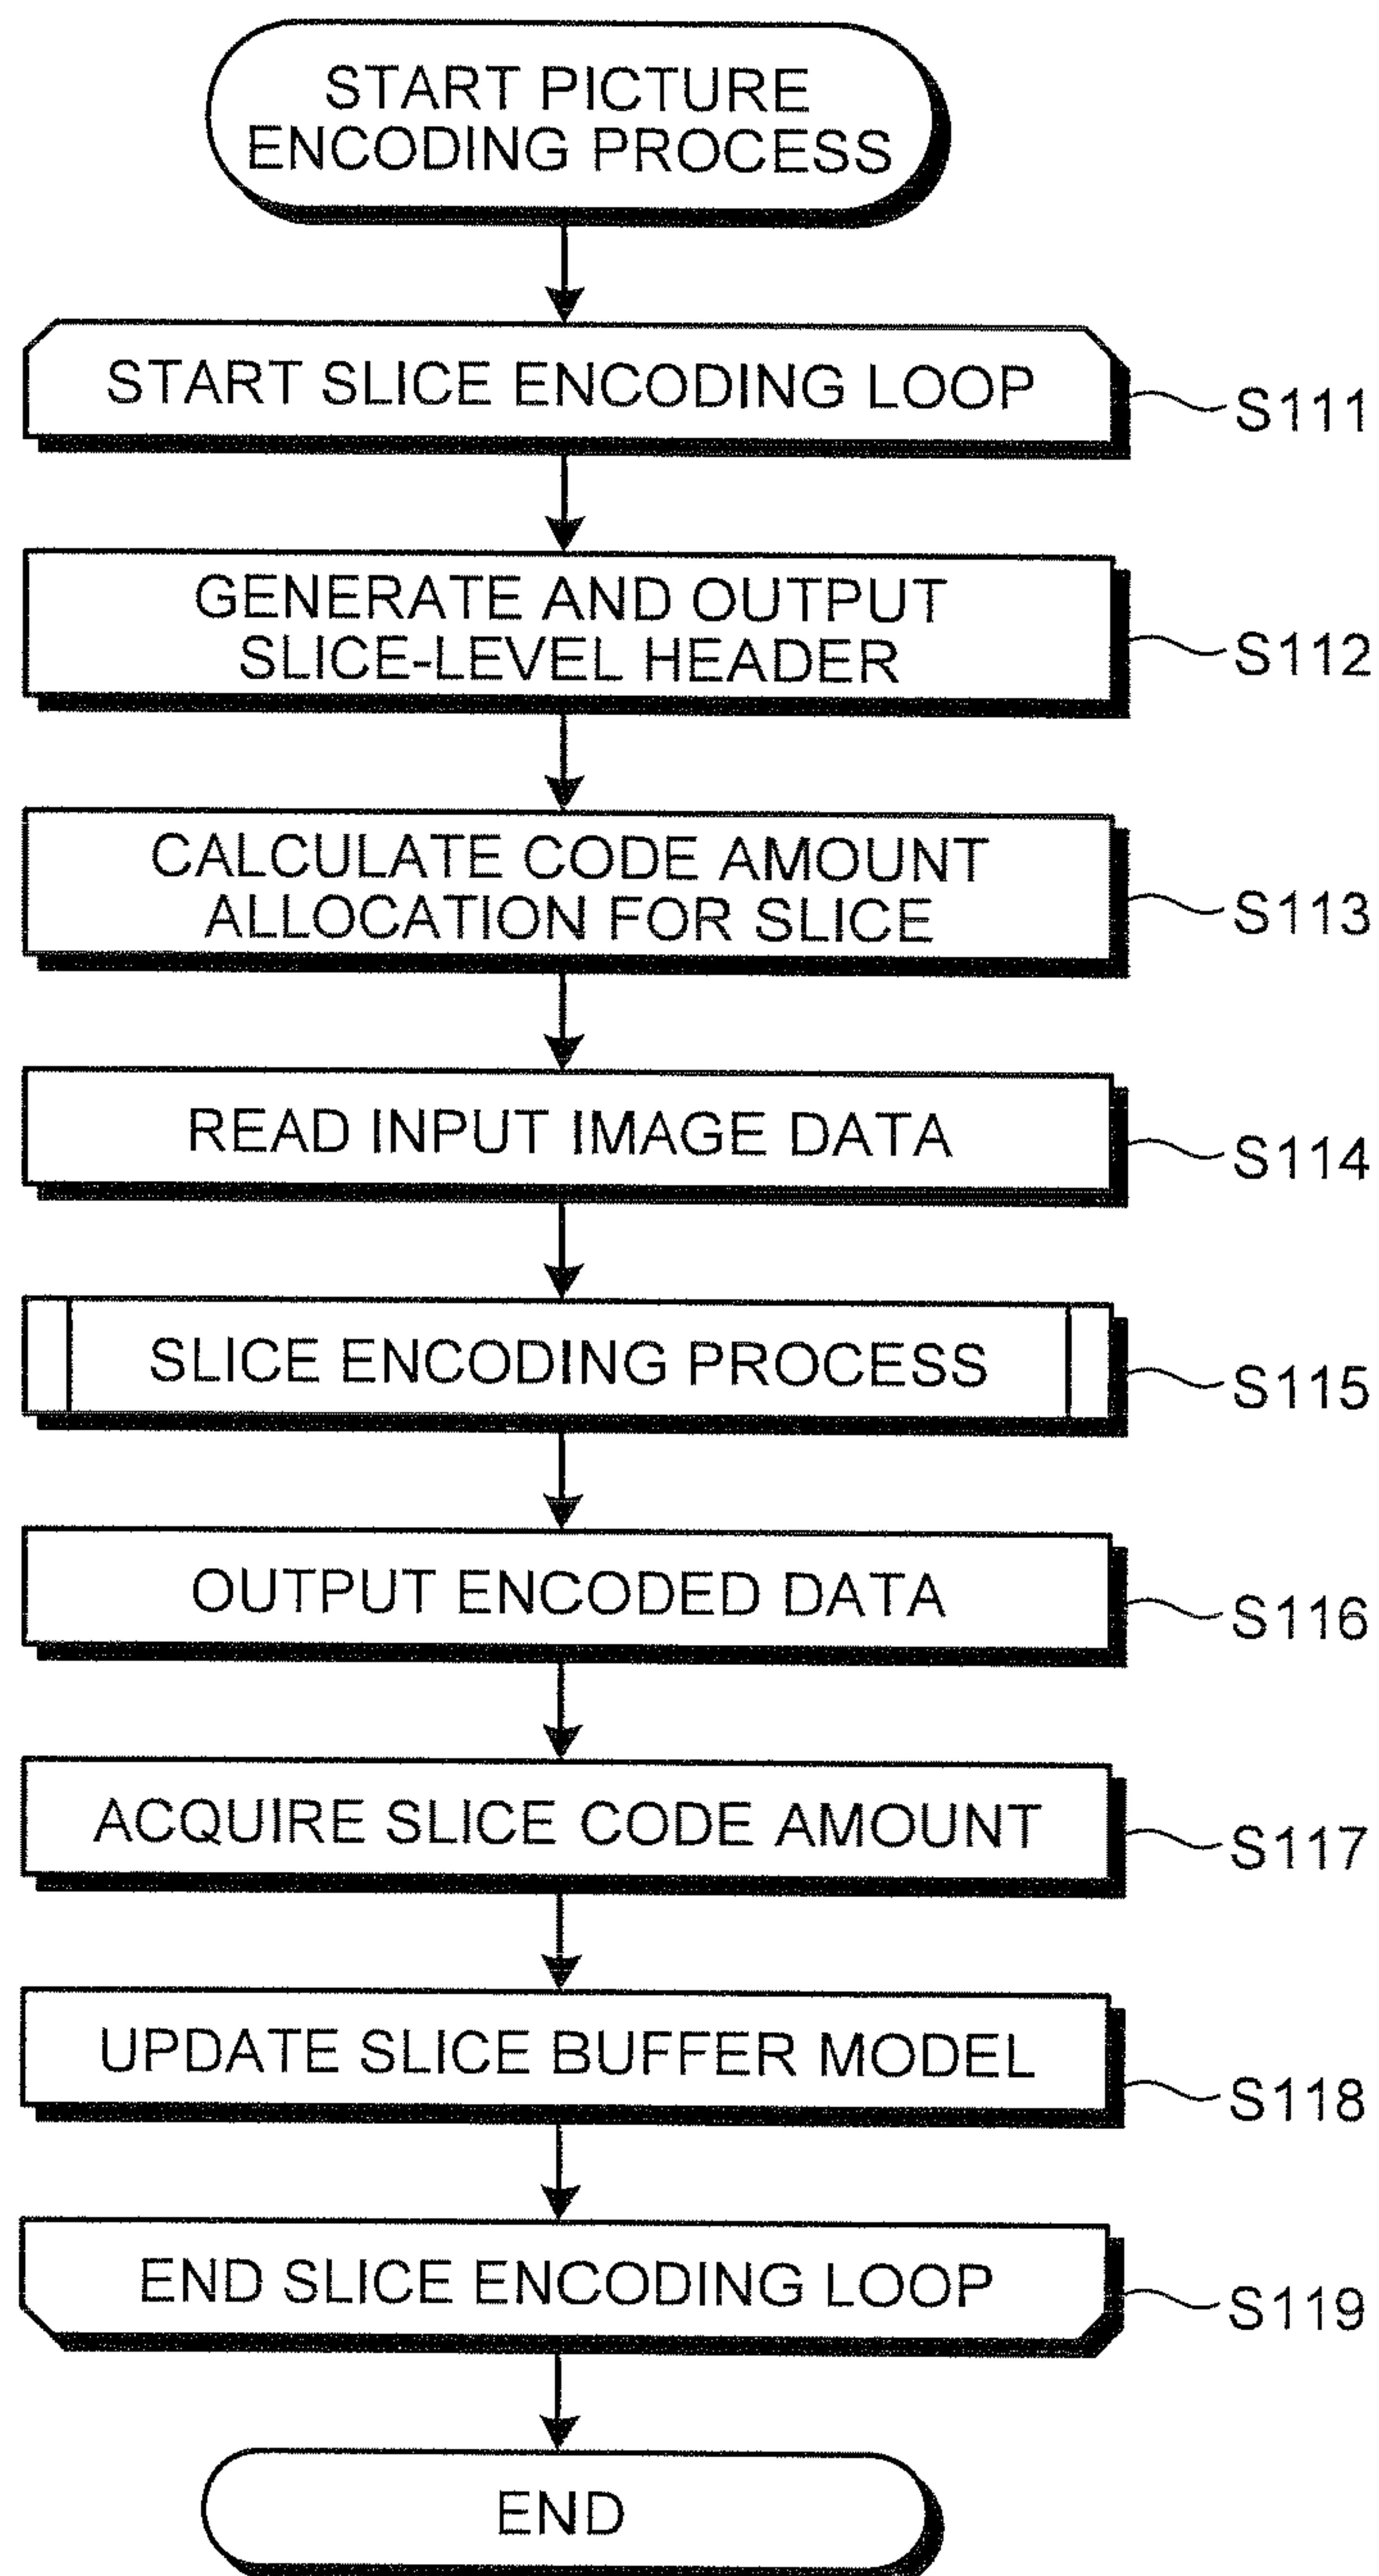 START PICTURE
ENCODING PROCESS
START SLICE ENCODING LOOP
S111
GENERATE AND OUTPUT
SLICE-LEVEL HEADER
S112
CALCULATE CODE AMOUNT
ALLOCATION FOR SLICE
S113
READ INPUT IMAGE DATA
S114
SLICE ENCODING PROCESS
S115
OUTPUT ENCODED DATA
S116
ACQUIRE SLICE CODE AMOUNT
S117
UPDATE SLICE BUFFER MODEL
S118
END SLICE ENCODING LOOP
S119
END